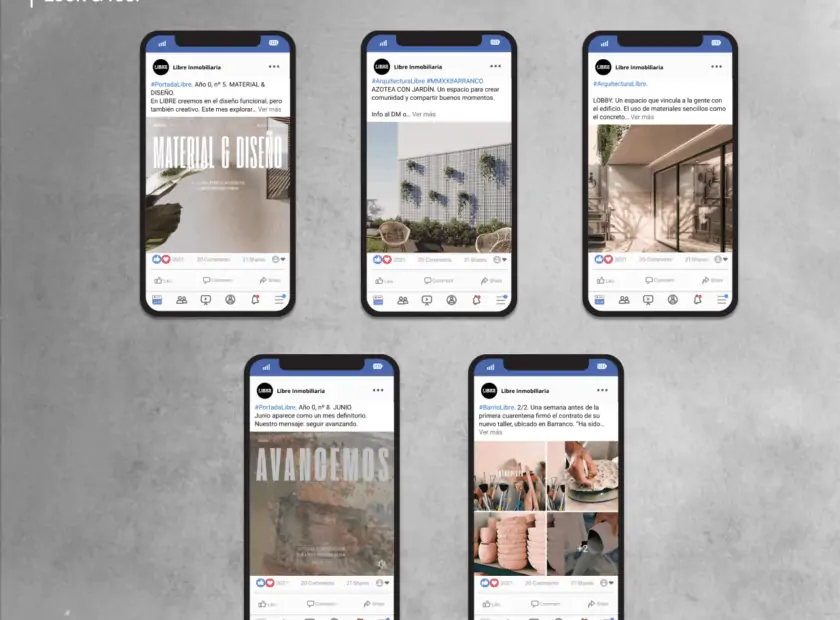 LIBRE Libre Inmobiliaria
#PortadaLibre. Año 0, nº 5. MATERIAL &
DISEÑO.
En LIBRE creemos en el diseño funcional, pero
también creativo. Este mes explorar... Ver más
MATERIAL & DISEÑO
2021 20 Comments 21 Shares
Like Comment Share
LIBRE Libre Inmobiliaria
#ArquitecturaLibre #MMXXBARRANCO
AZOTEA CON JARDÍN. Un espacio para crear
comunidad y compartir buenos momentos.
Info al DM o... Ver más
2021 20 Comments 21 Shares
Like Comment Share
LIBRE Libre Inmobiliaria
#ArquitecturaLibre.
LOBBY. Un espacio que vincula a la gente con
el edificio. El uso de materiales sencillos como
el concreto... Ver más
2021 20 Comments 21 Shares
Like Comment Share
LIBRE Libre Inmobiliaria
#PortadaLibre. Año 0, nº 8. JUNIO
Junio aparece como un mes definitorio.
Nuestro mensaje: seguir avanzando.
AVANCEMOS
2021 20 Comments 21 Shares
Like Comment Share
LIBRE Libre Inmobiliaria
#BarrioLibre. 2/2. Una semana antes de la
primera cuarentena firmó el contrato de su
nuevo taller, ubicado en Barranco. "Ha sido...
Ver más
+2
2021 20 Comments 21 Shares
Like Comment Share